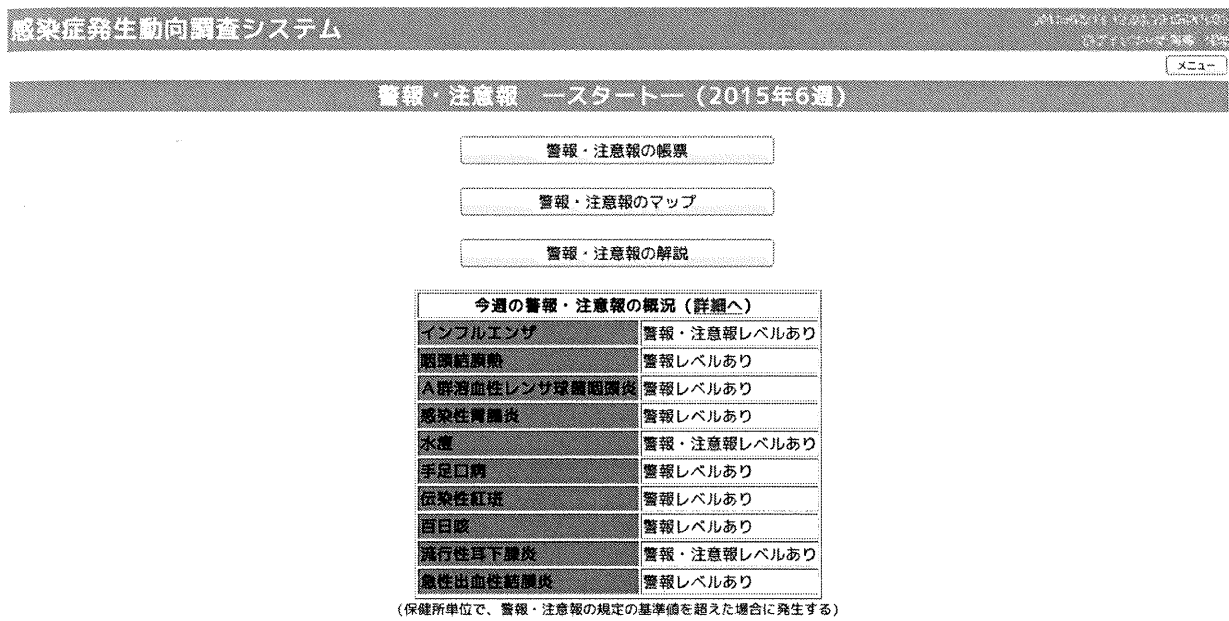 感染症発生動向調査システム
メニュー
警報・注意報 ―スタート― (2015年6週)
警報・注意報の帳票
警報・注意報のマップ
警報・注意報の解説
今週の警報・注意報の概況 (詳細へ)
インフルエンザ 警報・注意報レベルあり
咽頭結膜熱 警報レベルあり
A群溶血性レンサ球菌咽頭炎 警報レベルあり
感染性胃腸炎 警報レベルあり
水痘 警報・注意報レベルあり
手足口病 警報レベルあり
伝染性紅斑 警報レベルあり
百日咳 警報レベルあり
流行性耳下腺炎 警報・注意報レベルあり
急性出血性結膜炎 警報レベルあり
(保健所単位で、警報・注意報の規定の基準値を超えた場合に発生する)